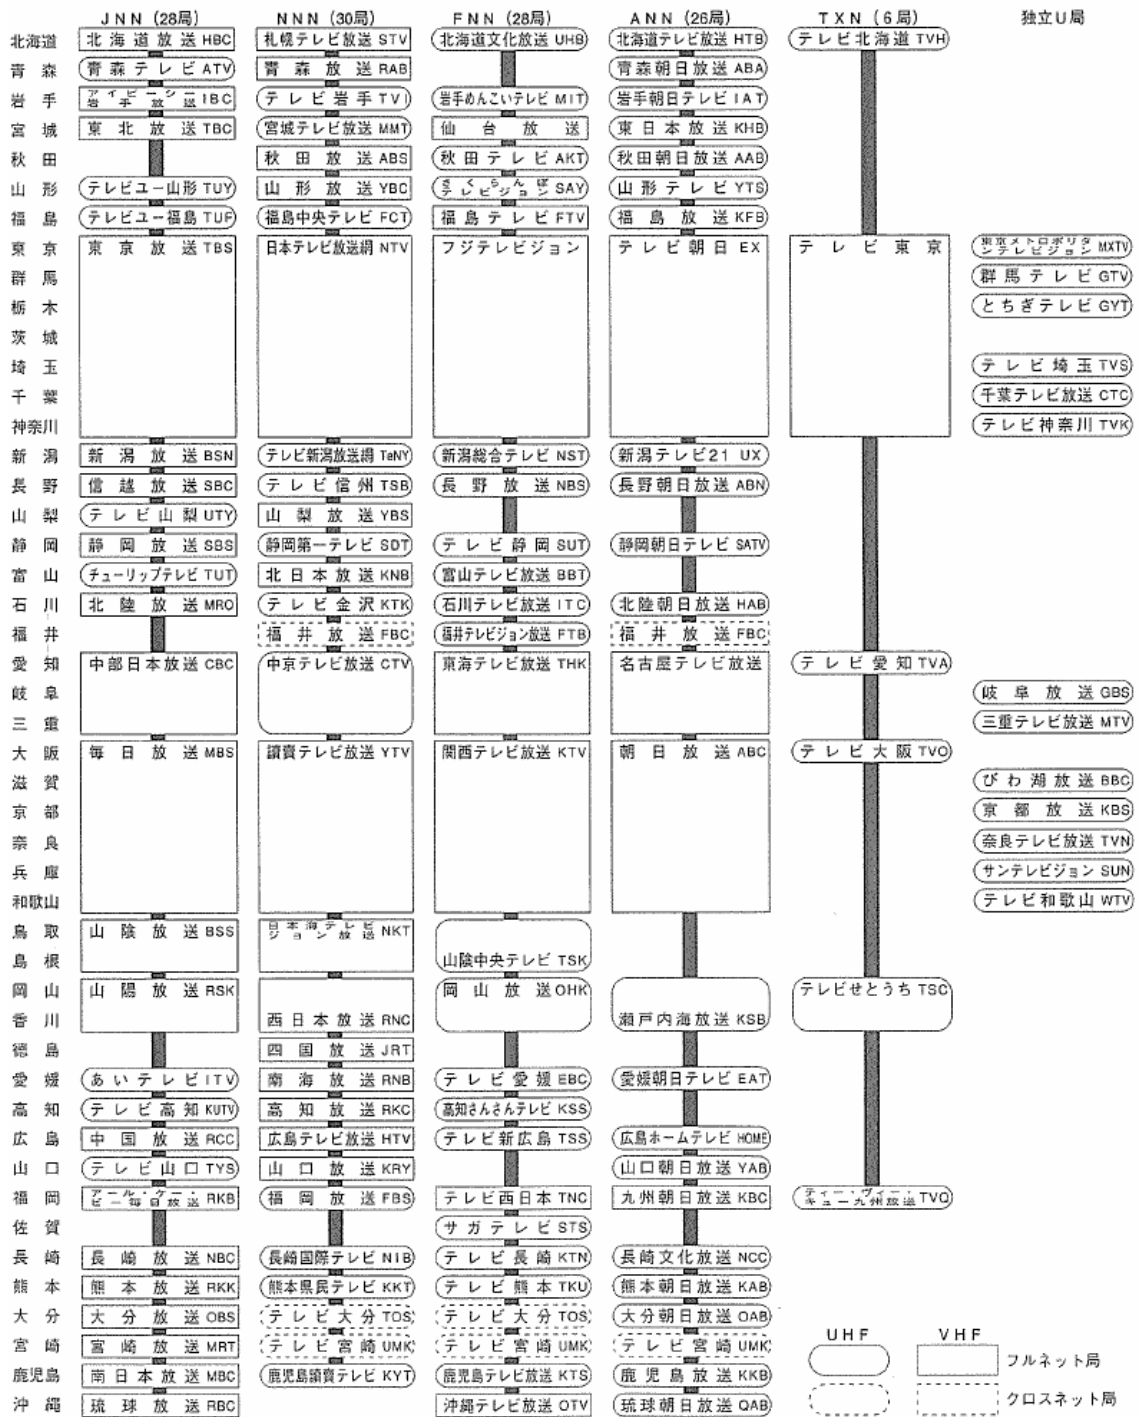 JNN (28局) NNN (30局) FNN (28局) ANN (26局) TXN (6局) 独立U局
北海道 北海道放送 HBC 札幌テレビ放送 STV 北海道文化放送 UHB 北海道テレビ放送 HTB テレビ北海道 TVH
青森 青森テレビ ATV 青森放送 RAB 青森朝日放送 ABA
岩手 アイビーシー岩手放送 IBC テレビ岩手 TVI 岩手めんこいテレビ MIT 岩手朝日テレビ IAT
宮城 東北放送 TBC 宮城テレビ放送 MMT 仙台放送 東日本放送 KHB
秋田 秋田放送 ABS 秋田テレビ AKT 秋田朝日放送 AAB
山形 テレビユー山形 TUY 山形放送 YBC さくらんぼテレビジョン SAY 山形テレビ YTS
福島 テレビユー福島 TUF 福島中央テレビ FCT 福島テレビ FTV 福島放送 KFB
東京 東京放送 TBS 日本テレビ放送網 NTV フジテレビジョン テレビ朝日 EX テレビ東京 東京メトロポリタンテレビジョン MXTV
群馬 群馬テレビ GTV
栃木 とちぎテレビ GYT
茨城
埼玉 テレビ埼玉 TVS
千葉 千葉テレビ放送 CTC
神奈川 テレビ神奈川 TVK
新潟 新潟放送 BSN テレビ新潟放送網 TeNY 新潟総合テレビ NST 新潟テレビ21 UX
長野 信越放送 SBC テレビ信州 TSB 長野放送 NBS 長野朝日放送 ABN
山梨 テレビ山梨 UTY 山梨放送 YBS
静岡 静岡放送 SBS 静岡第一テレビ SDT テレビ静岡 SUT 静岡朝日テレビ SATV
富山 チューリップテレビ TUT 北日本放送 KNB 富山テレビ放送 BBT
石川 北陸放送 MRO テレビ金沢 KTK 石川テレビ放送 ITC 北陸朝日放送 HAB
福井 福井放送 FBC 福井テレビジョン放送 FTB 福井放送 FBC
愛知 中部日本放送 CBC 中京テレビ放送 CTV 東海テレビ放送 THK 名古屋テレビ放送 テレビ愛知 TVA
岐阜 岐阜放送 GBS
三重 三重テレビ放送 MTV
大阪 毎日放送 MBS 讀賣テレビ放送 YTV 関西テレビ放送 KTV 朝日放送 ABC テレビ大阪 TVO
滋賀 びわ湖放送 BBC
京都 京都放送 KBS
奈良 奈良テレビ放送 TVN
兵庫 サンテレビジョン SUN
和歌山 テレビ和歌山 WTV
鳥取 山陰放送 BSS 日本海テレビジョン放送 NKT
島根 山陰中央テレビ TSK
岡山 山陽放送 RSK 岡山放送 OHK テレビせとうち TSC
香川 西日本放送 RNC 瀬戸内海放送 KSB
徳島 四国放送 JRT
愛媛 あいテレビ ITV 南海放送 RNB テレビ愛媛 EBC 愛媛朝日テレビ EAT
高知 テレビ高知 KUTV 高知放送 RKC 高知さんさんテレビ KSS
広島 中国放送 RCC 広島テレビ放送 HTV テレビ新広島 TSS 広島ホームテレビ HOME
山口 テレビ山口 TYS 山口放送 KRY 山口朝日放送 YAB
福岡 アール・ケー・ビー毎日放送 RKB 福岡放送 FBS テレビ西日本 TNC 九州朝日放送 KBC ティー・ヴィー・キュー九州放送 TVQ
佐賀 サガテレビ STS
長崎 長崎放送 NBC 長崎国際テレビ NIB テレビ長崎 KTN 長崎文化放送 NCC
熊本 熊本放送 RKK 熊本県民テレビ KKT テレビ熊本 TKU 熊本朝日放送 KAB
大分 大分放送 OBS テレビ大分 TOS テレビ大分 TOS 大分朝日放送 OAB
宮崎 宮崎放送 MRT テレビ宮崎 UMK テレビ宮崎 UMK テレビ宮崎 UMK
鹿児島 南日本放送 MBC 鹿児島讀賣テレビ KYT 鹿児島テレビ放送 KTS 鹿児島放送 KKB
沖縄 琉球放送 RBC 沖縄テレビ放送 OTV 琉球朝日放送 QAB
UHF VHF
フルネット局
クロスネット局